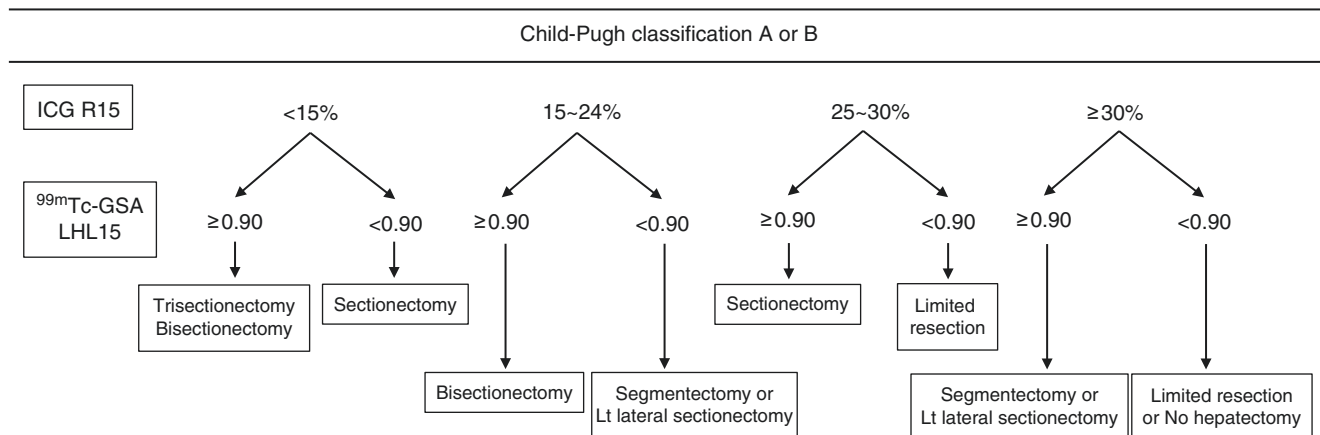 Child-Pugh classification A or B
ICG R15
<15%
15~24%
25~30%
≥30%
99mTc-GSA
LHL15
≥0.90
<0.90
≥0.90
<0.90
≥0.90
<0.90
≥0.90
<0.90
Trisectionectomy
Bisectionectomy
Sectionectomy
Sectionectomy
Limited
resection
Bisectionectomy
Segmentectomy or
Lt lateral sectionectomy
Segmentectomy or
Lt lateral sectionectomy
Limited resection
or No hepatectomy